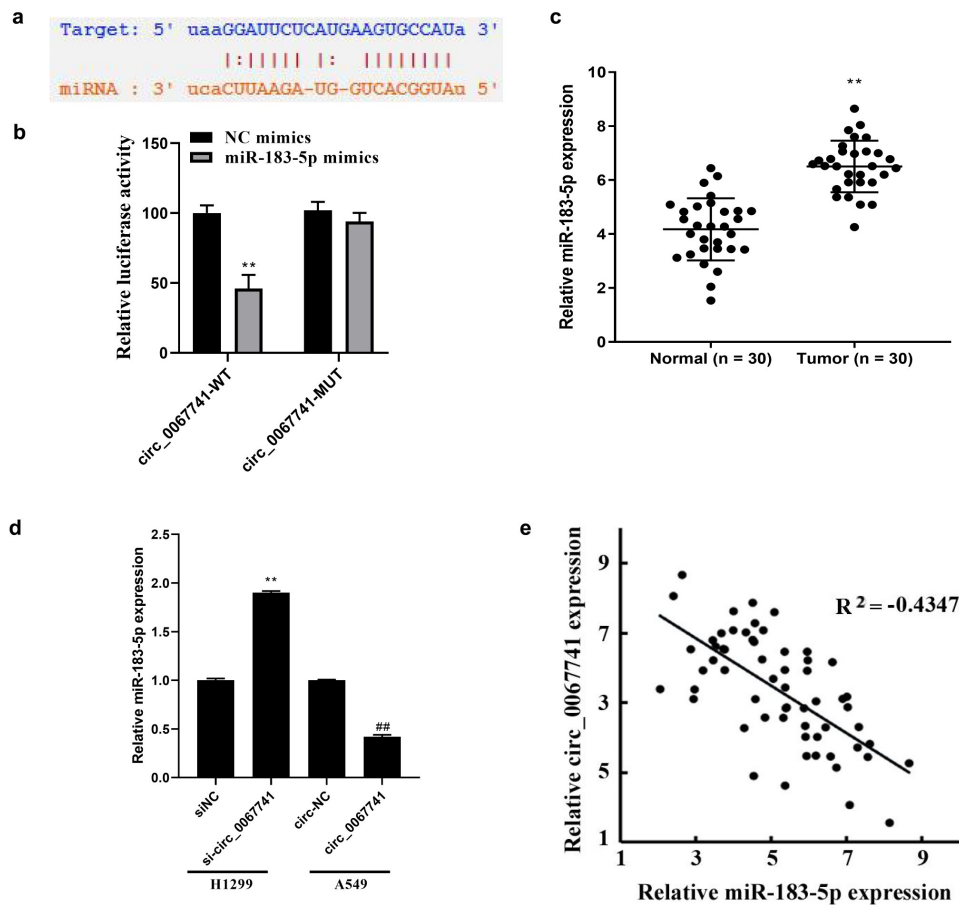 a
Target: 5' uaaGGAUUCUCAUGAAGUGCCAUa 3'
|:||||| |: ||||||||
miRNA : 3' ucaCUUAAGA-UG-GUCACGGUAu 5'
b
NC mimics
miR-183-5p mimics
Relative luciferase activity
150
100
50
0
**
circ_0067741-WT
circ_0067741-MUT
c
Relative miR-183-5p expression
10
8
6
4
2
0
**
Normal (n = 30)
Tumor (n = 30)
d
Relative miR-183-5p expression
2.5
2.0
1.5
1.0
0.5
0.0
**
##
siNC
si-circ_0067741
circ-NC
circ_0067741
H1299
A549
e
Relative circ_0067741 expression
9
7
3
5
1
R² = -0.4347
1
3
5
7
9
Relative miR-183-5p expression